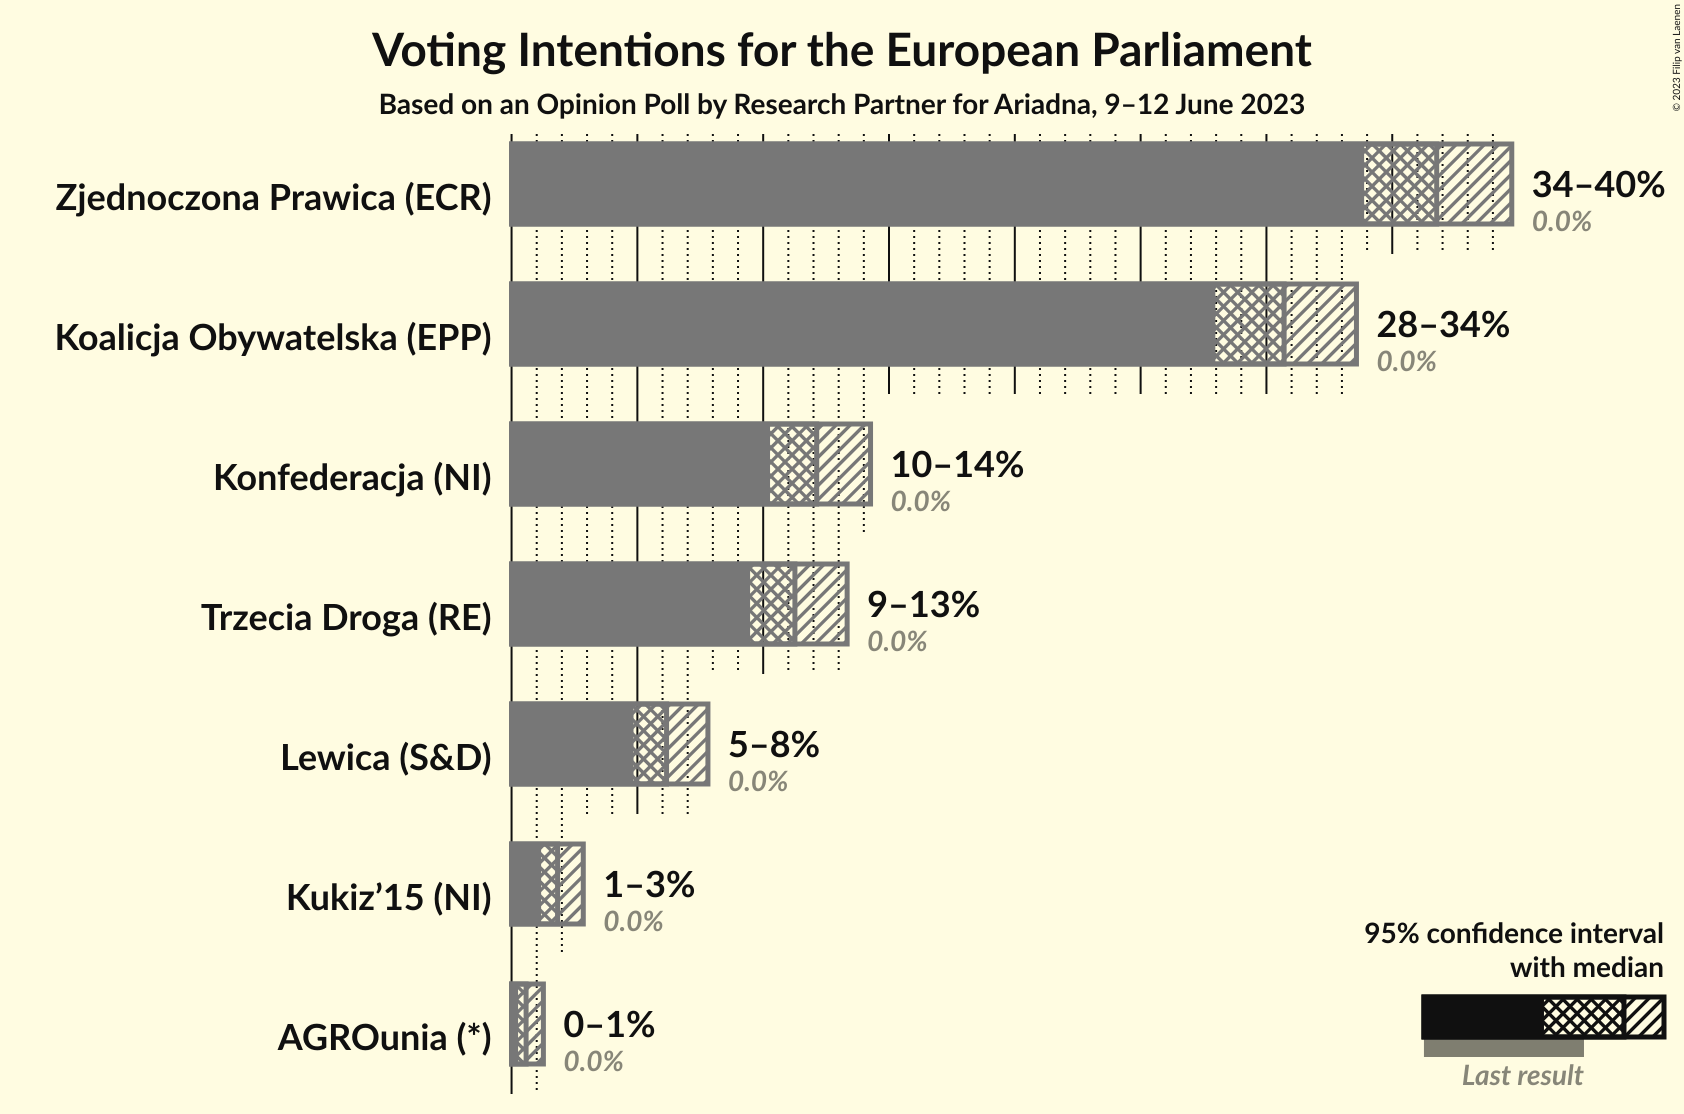 Voting Intentions for the European Parliament
Based on an Opinion Poll by Research Partner for Ariadna, 9–12 June 2023
© 2023 Filip van Laenen
Zjednoczona Prawica (ECR)
34–40%
0.0%
Koalicja Obywatelska (EPP)
28–34%
0.0%
Konfederacja (NI)
10–14%
0.0%
Trzecia Droga (RE)
9–13%
0.0%
Lewica (S&D)
5–8%
0.0%
Kukiz’15 (NI)
1–3%
0.0%
AGROunia (*)
0–1%
0.0%
95% confidence interval
with median
Last result